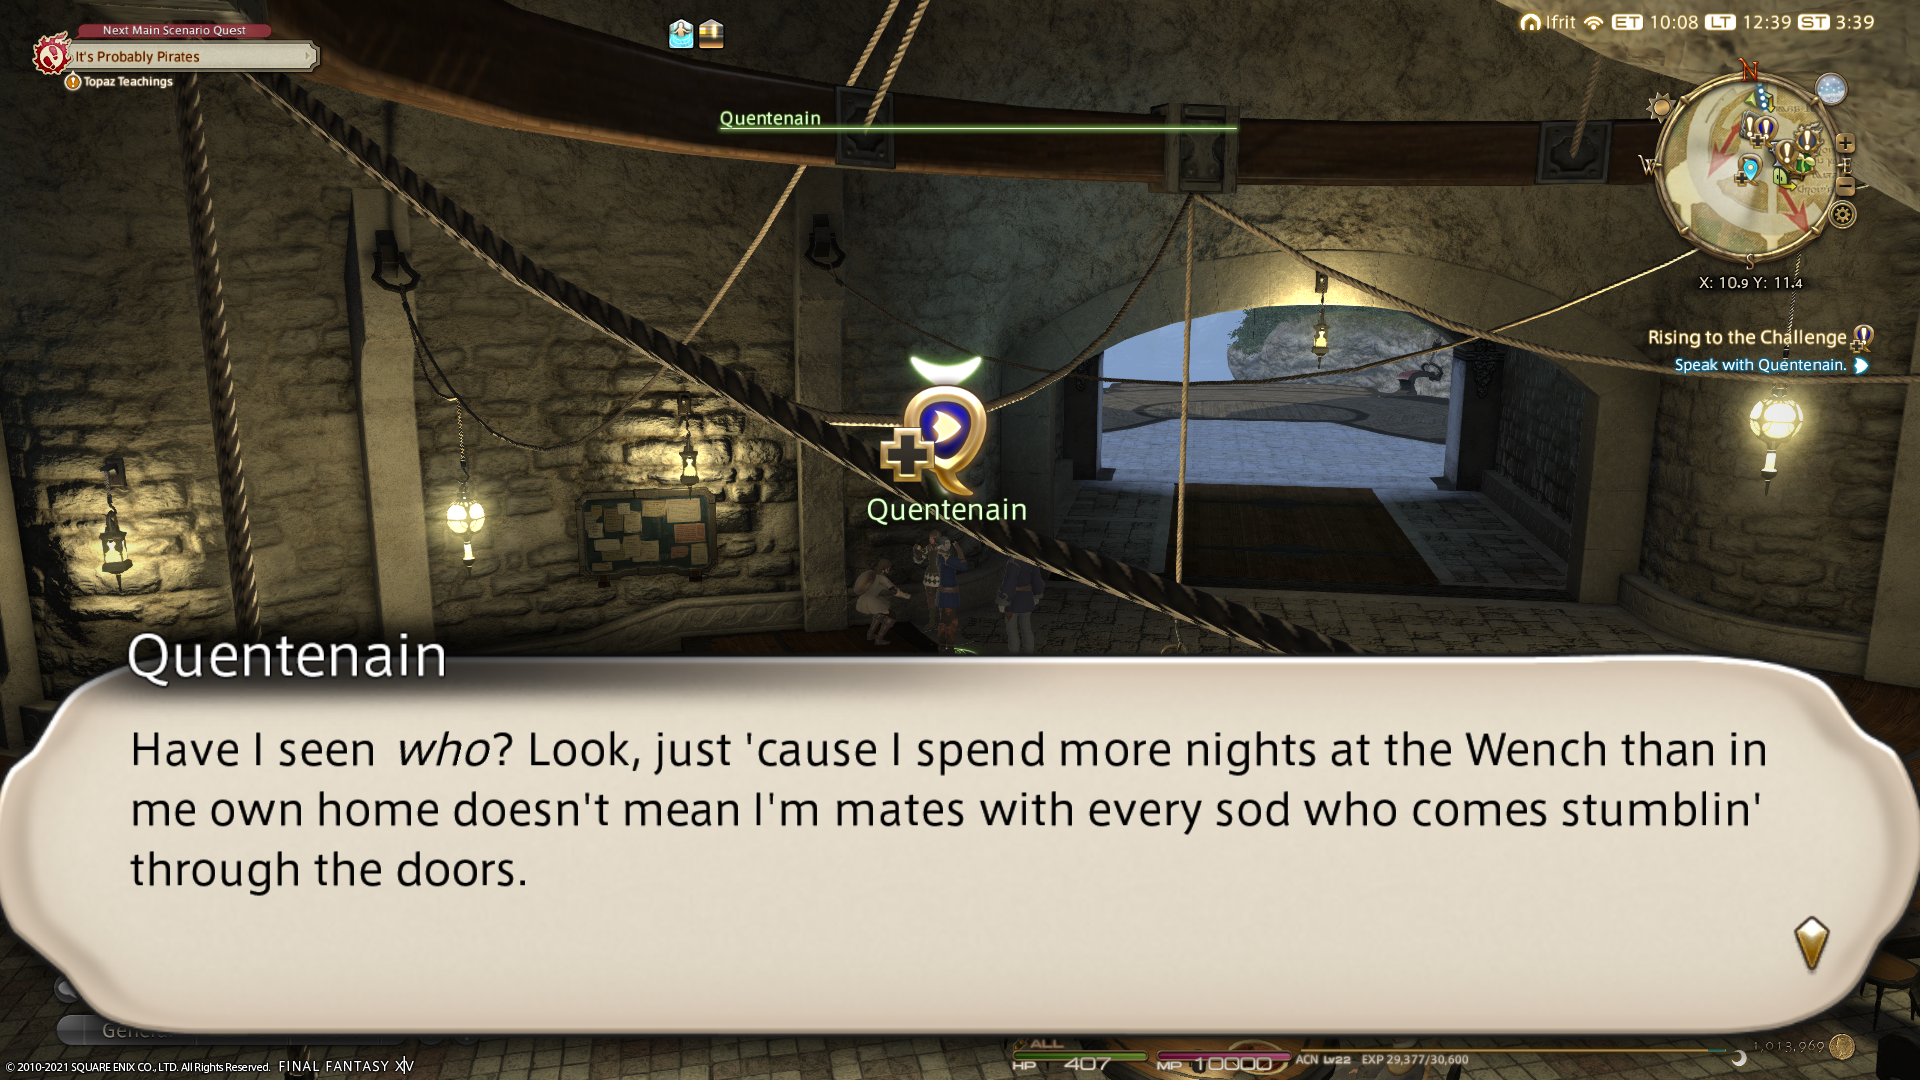 Next Main Scenario Quest
It's Probably Pirates
Topaz Teachings
Ifrit ET 10:08 LT 12:39 ST 3:39
Quentenain
N
W
E
S
X: 10.9 Y: 11.4
Rising to the Challenge
Speak with Quentenain.
Quentenain
Quentenain
Have I seen who? Look, just 'cause I spend more nights at the Wench than in
me own home doesn't mean I'm mates with every sod who comes stumblin'
through the doors.
ALL
HP 407 MP 10000 ACN Lv22 EXP 29,377/30,600
1,013,969
© 2010-2021 SQUARE ENIX CO., LTD. All Rights Reserved. FINAL FANTASY XIV